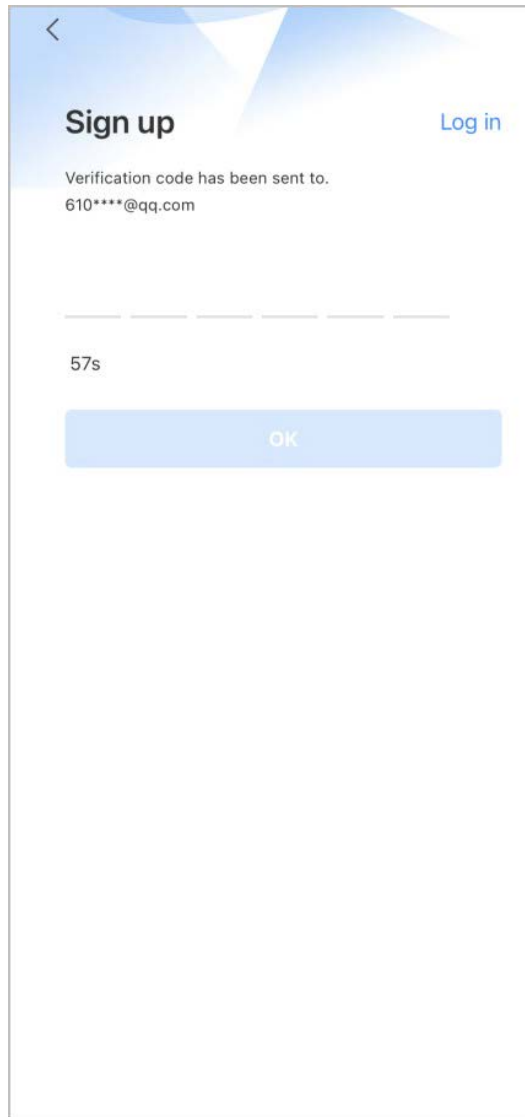 Sign up
Log in
Verification code has been sent to.
610****@qq.com
57s
OK